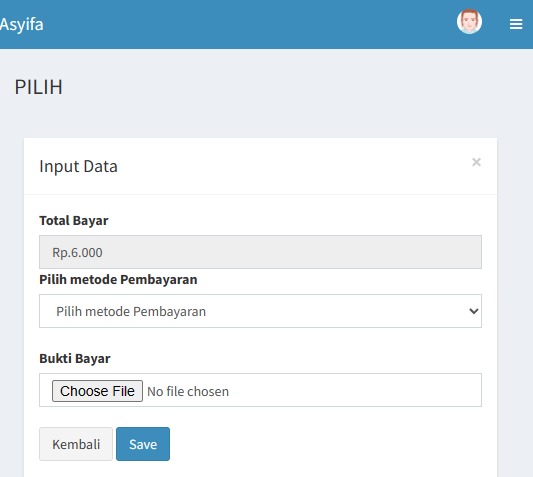 Asyifa
PILIH
Input Data
×
Total Bayar
Rp.6.000
Pilih metode Pembayaran
Pilih metode Pembayaran
Bukti Bayar
Choose File No file chosen
Kembali Save